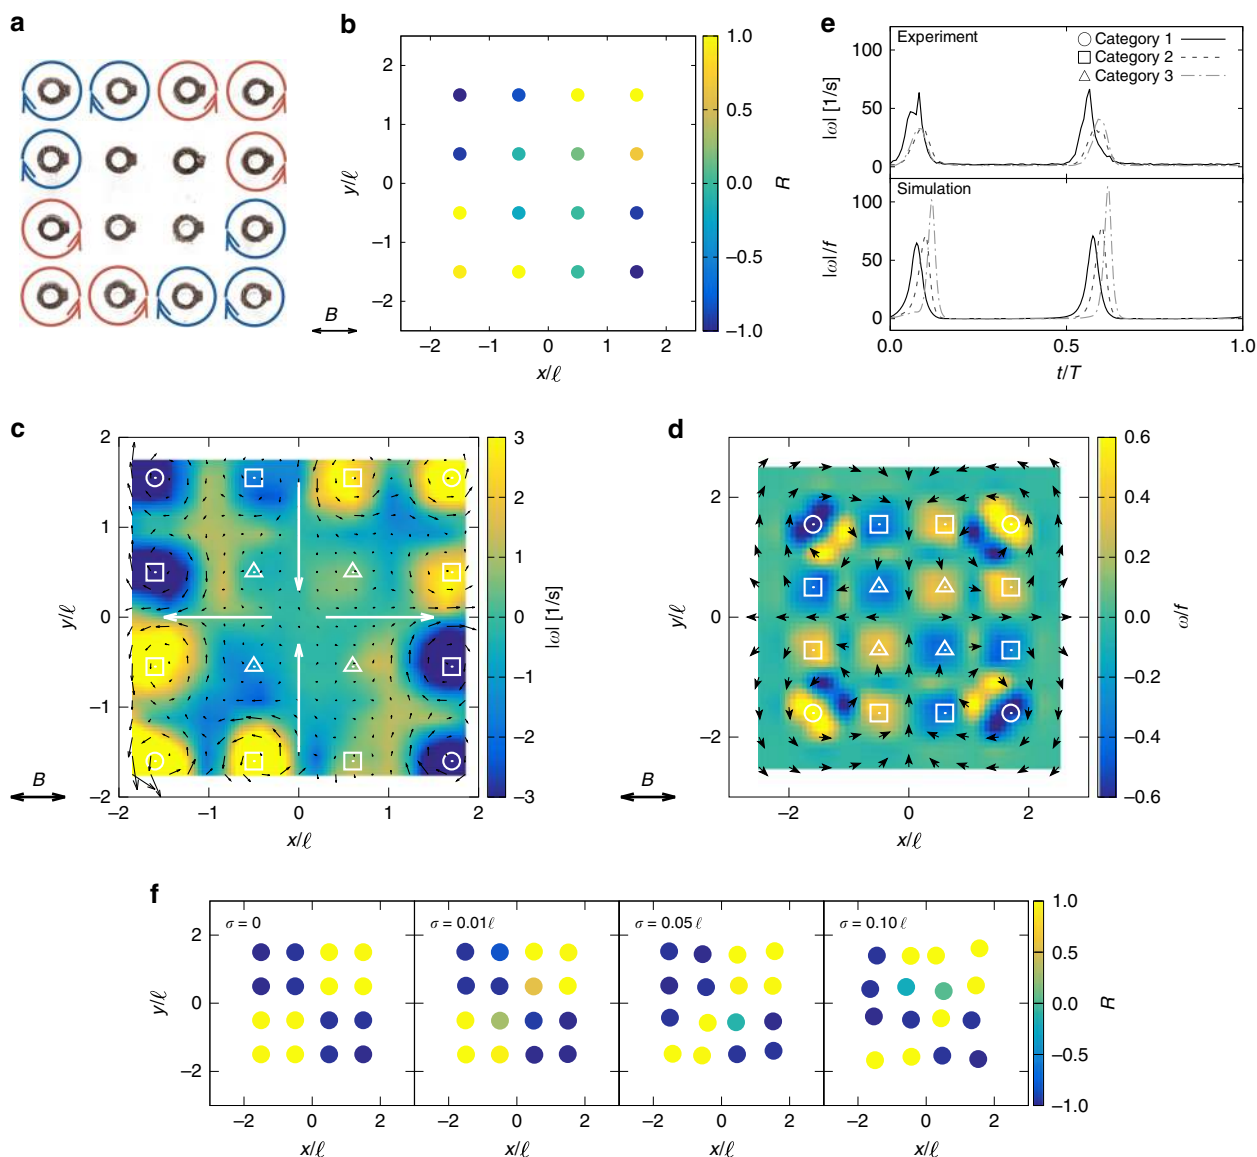 a
b
1.0
0.5
0.0
−0.5
−1.0
R
2
1
0
−1
−2
y/ℓ
−2
−1
0
1
2
x/ℓ
B
e
Experiment
Category 1
Category 2
Category 3
100
50
0
|ω| [1/s]
Simulation
100
50
0
|ω|/f
0.0
0.5
1.0
t/T
c
2
1
0
−1
−2
y/ℓ
−2
−1
0
1
2
x/ℓ
B
3
2
1
0
−1
−2
−3
|ω| [1/s]
d
2
0
−2
y/ℓ
−2
0
2
x/ℓ
B
0.6
0.4
0.2
0.0
−0.2
−0.4
−0.6
ω/f
f
σ = 0
σ = 0.01ℓ
σ = 0.05 ℓ
σ = 0.10 ℓ
2
0
−2
y/ℓ
−2 0 2
−2 0 2
−2 0 2
−2 0 2
x/ℓ
x/ℓ
x/ℓ
x/ℓ
1.0
0.5
0.0
−0.5
−1.0
R